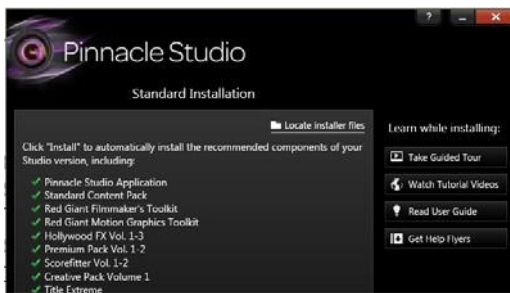 ?
Pinnacle Studio
Standard Installation
Locate installer files
Click "Install" to automatically install the recommended components of your
Studio version, including:
Pinnacle Studio Application
Standard Content Pack
Red Giant Filmmaker's Toolkit
Red Giant Motion Graphics Toolkit
Hollywood FX Vol. 1-3
Premium Pack Vol. 1-2
Scorefitter Vol. 1-2
Creative Pack Volume 1
Title Extreme
Learn while installing:
Take Guided Tour
Watch Tutorial Videos
Read User Guide
Get Help Flyers